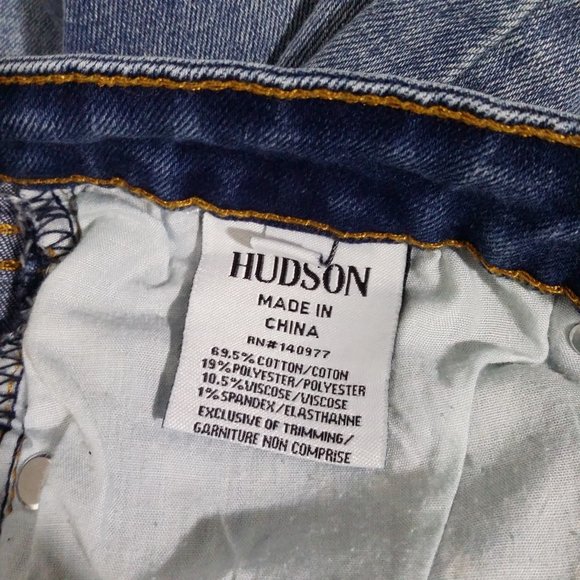 HUDSON
MADE IN
CHINA
RN#140977
69.5% COTTON/COTON
19% POLYESTER/POLYESTER
10.5% VISCOSE/VISCOSE
1% SPANDEX/ELASTHANNE
EXCLUSIVE OF TRIMMING/
GARNITURE NON COMPRISE